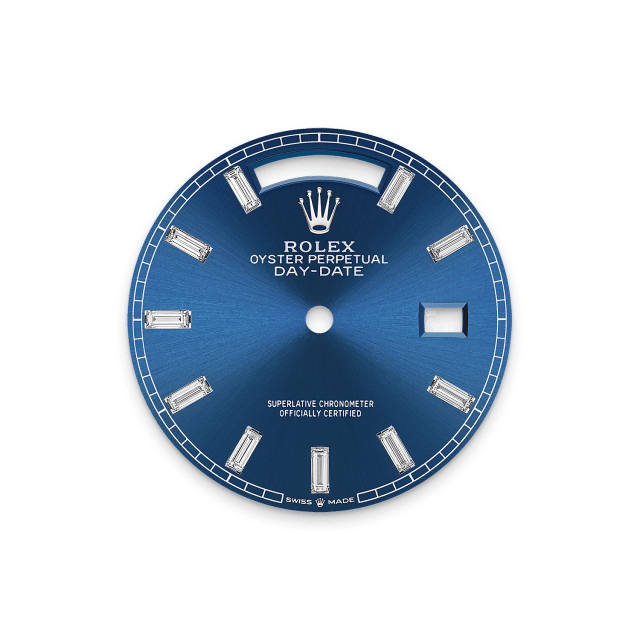 ROLEX
OYSTER PERPETUAL
DAY-DATE
SUPERLATIVE CHRONOMETER
OFFICIALLY CERTIFIED
SWISS MADE